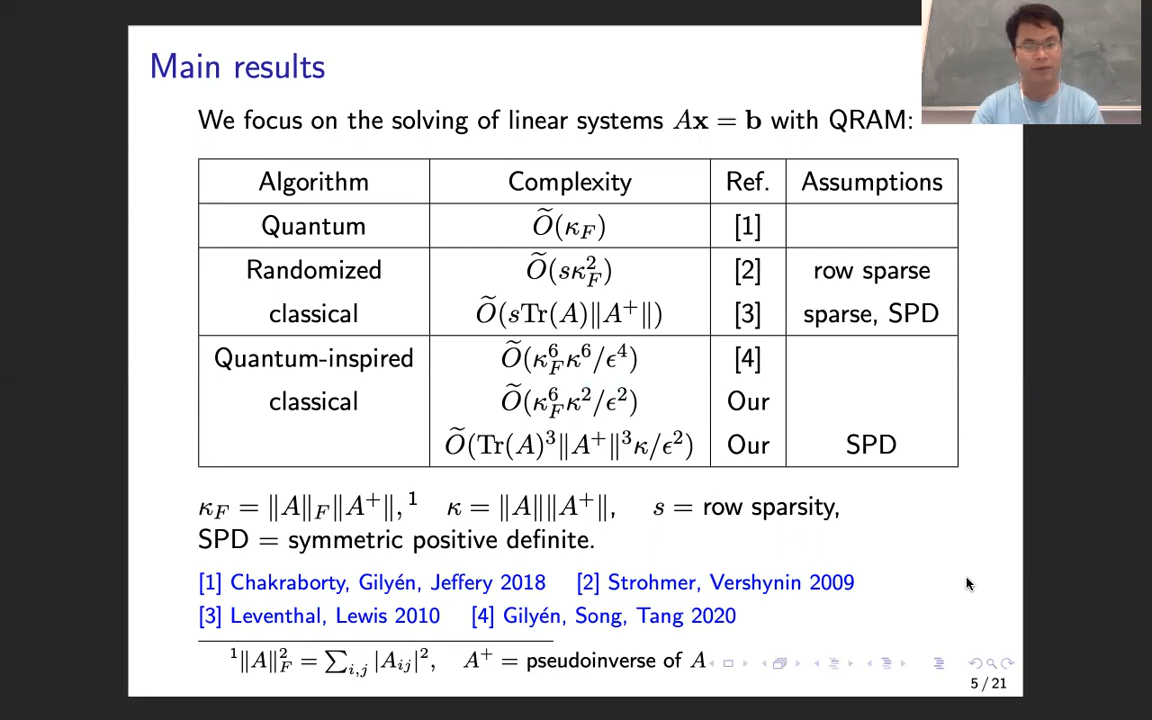 Main results
We focus on the solving of linear systems Ax = b with QRAM:
Algorithm Complexity Ref. Assumptions
Quantum Õ(κ_F) [1]
Randomized Õ(sκ_F^2) [2] row sparse
classical Õ(sTr(A)‖A⁺‖) [3] sparse, SPD
Quantum-inspired Õ(κ_F^6 κ^6/ϵ^4) [4]
classical Õ(κ_F^6 κ^2/ϵ^2) Our
Õ(Tr(A)^3‖A⁺‖^3 κ/ϵ^2) Our SPD
κ_F = ‖A‖_F‖A⁺‖,¹ κ = ‖A‖‖A⁺‖, s = row sparsity,
SPD = symmetric positive definite.
[1] Chakraborty, Gilyén, Jeffery 2018 [2] Strohmer, Vershynin 2009
[3] Leventhal, Lewis 2010 [4] Gilyén, Song, Tang 2020
¹‖A‖_F^2 = ∑_{i,j} |A_{ij}|^2, A⁺ = pseudoinverse of A
5 / 21